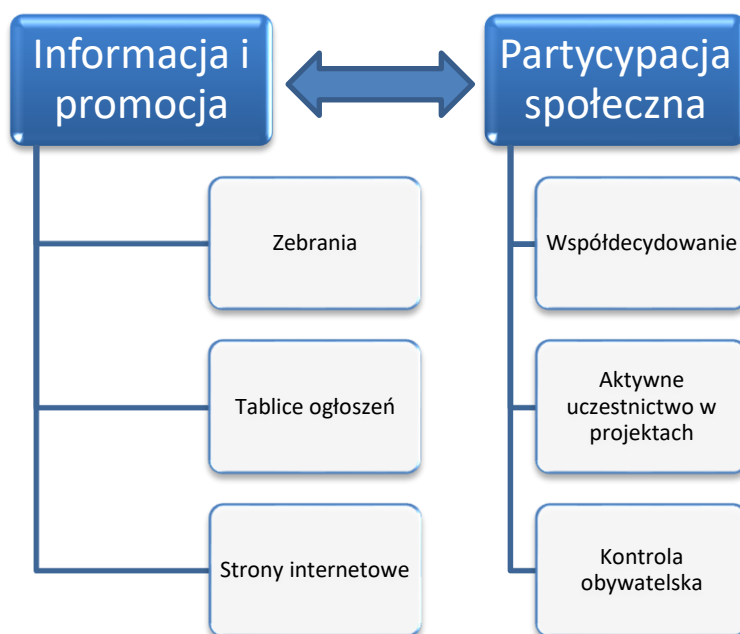 Informacja i
promocja
Partycypacja
społeczna
Zebrania
Tablice ogłoszeń
Strony internetowe
Współdecydowanie
Aktywne
uczestnictwo w
projektach
Kontrola
obywatelska